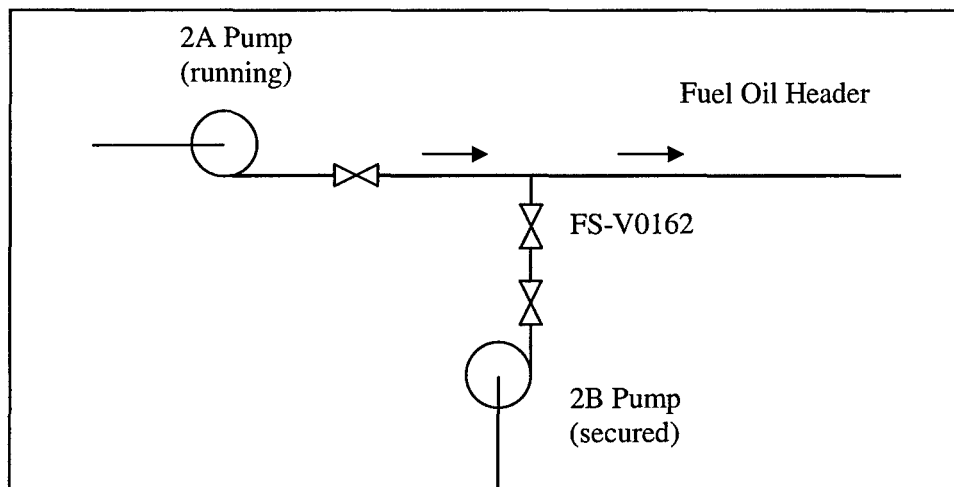 2A Pump
(running)
Fuel Oil Header
FS-V0162
2B Pump
(secured)